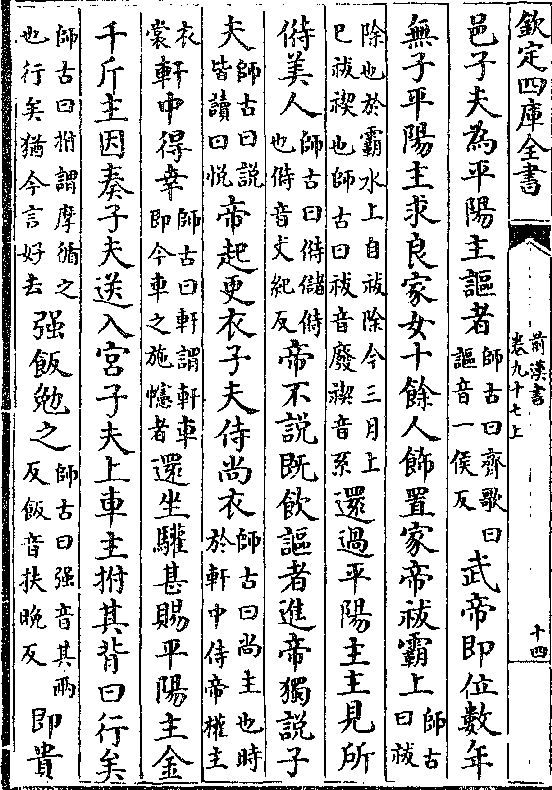 欽定四庫全書
前漢書
卷九十七上
十四
邑子夫為平陽主謳者師古曰齊歌曰謳音一侯反武帝即位數年
無子平陽主求良家女十餘人飾置家帝祓霸上師古曰祓
除也於霸水上自祓除今三月上巳祓禊也師古曰祓音廢禊音系還過平陽主主見所
偫美人師古曰偫儲偫也偫音丈紀反帝不說既飲謳者進帝獨說子
夫師古曰說皆讀曰悅帝起更衣子夫侍尚衣師古曰尚主也時於軒中侍帝權主
衣裳軒中得幸師古曰軒謂軒車即今車之施幰者還坐驩甚賜平陽主金
千斤主因奏子夫送入宮子夫上車主拊其背曰行矣
師古曰拊謂摩循之也行矣猶今言好去强飯勉之師古曰强音其兩反飯音扶晚反即貴